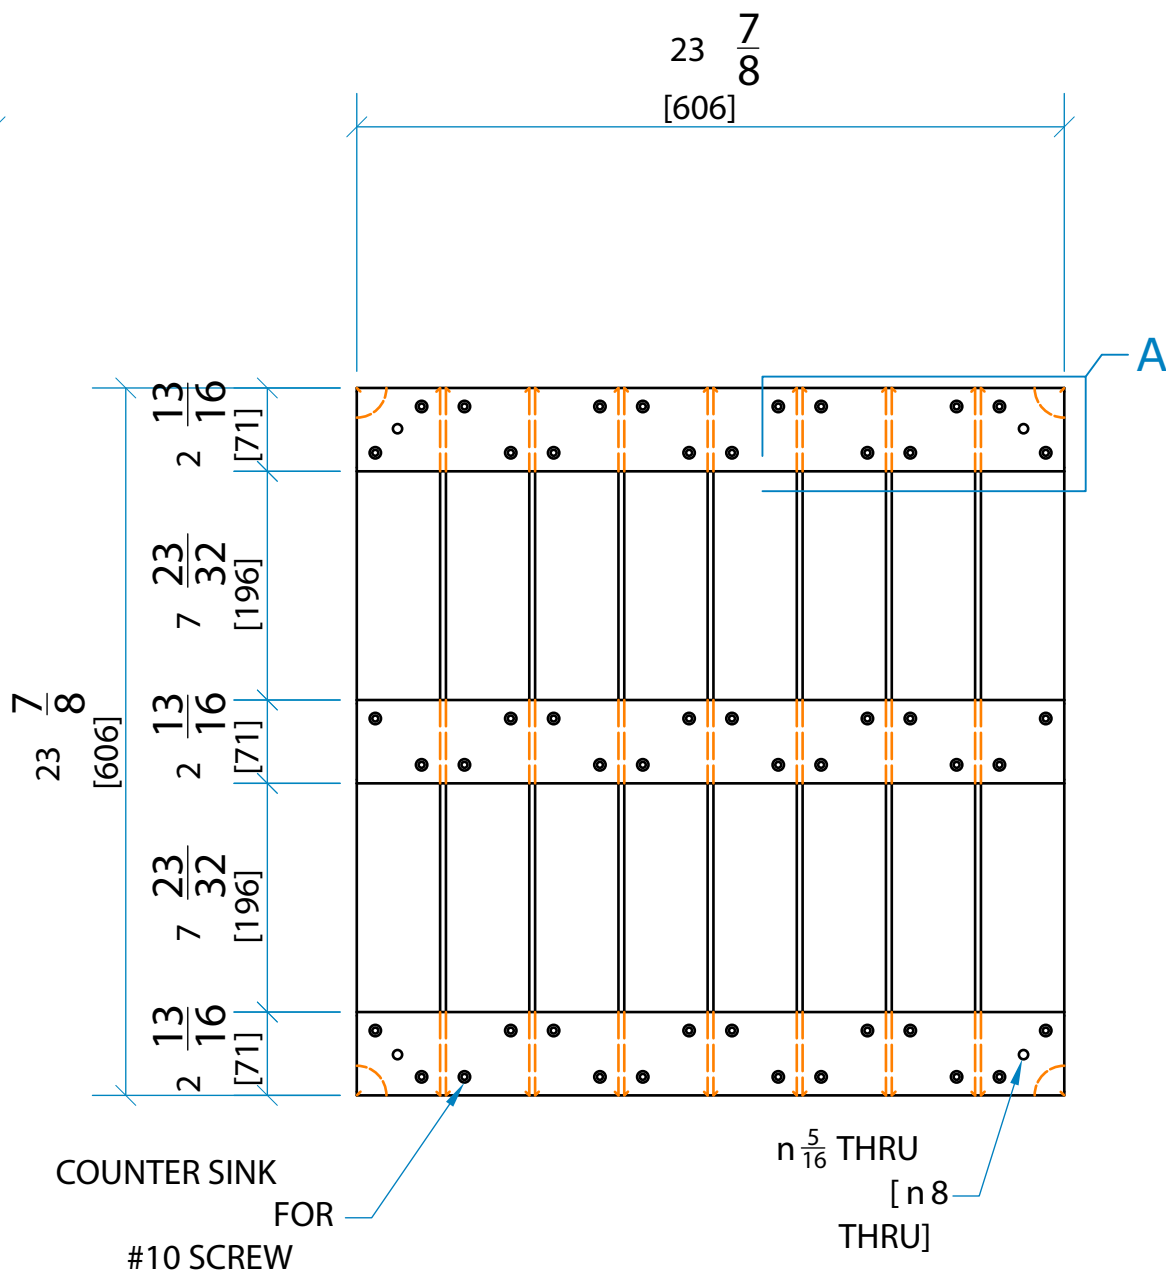 23 7/8
[606]
A
2 13/16
[71]
7 23/32
[196]
23 7/8
[606]
2 13/16
[71]
7 23/32
[196]
2 13/16
[71]
COUNTER SINK
FOR
#10 SCREW
n 5/16 THRU
[ n 8
THRU]